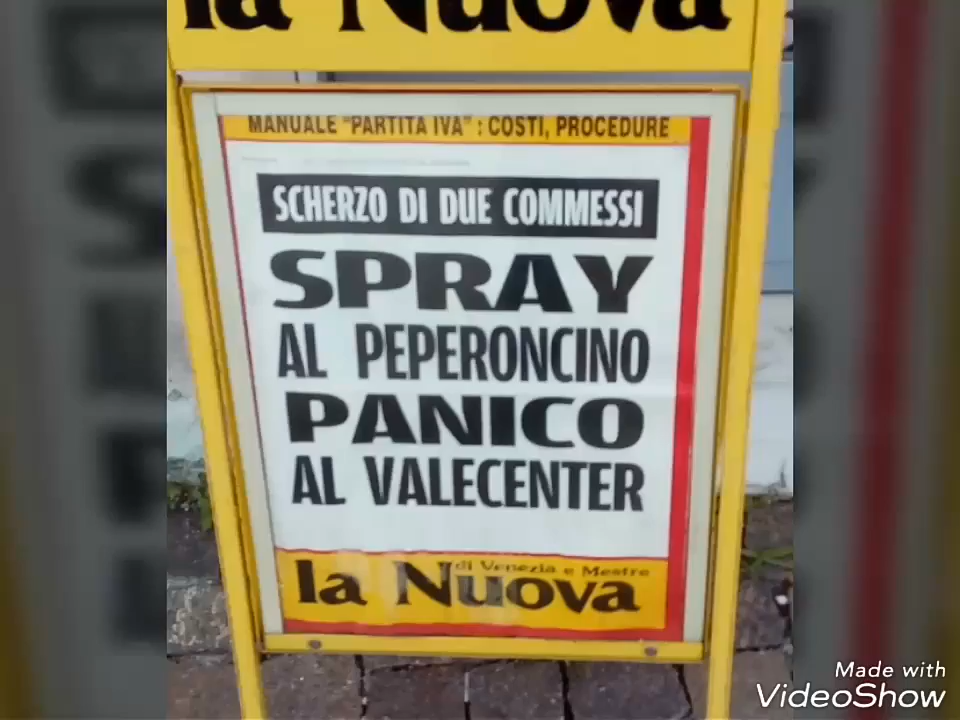 la Nuova
MANUALE "PARTITA IVA" : COSTI, PROCEDURE
SCHERZO DI DUE COMMESSI
SPRAY
AL PEPERONCINO
PANICO
AL VALECENTER
di Venezia e Mestre
la Nuova
Made with
VideoShow